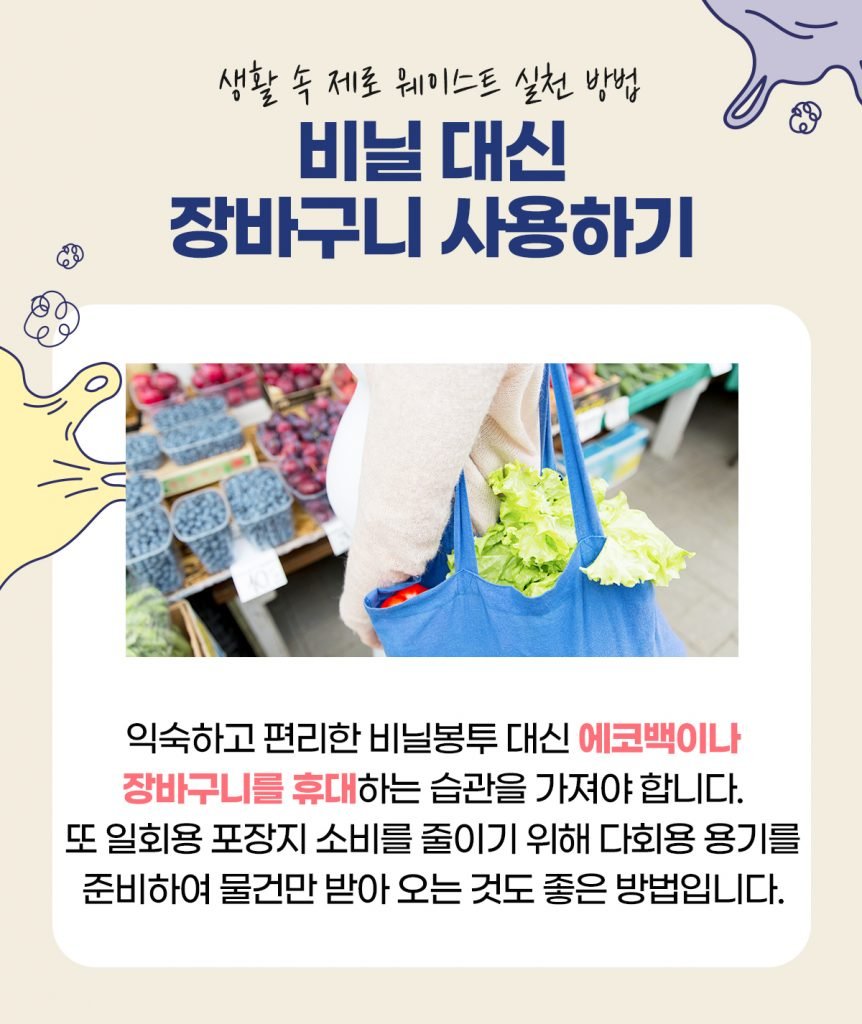 생활 속 제로 웨이스트 실천 방법
비닐 대신
장바구니 사용하기
익숙하고 편리한 비닐봉투 대신 에코백이나
장바구니를 휴대하는 습관을 가져야 합니다.
또 일회용 포장지 소비를 줄이기 위해 다회용 용기를
준비하여 물건만 받아 오는 것도 좋은 방법입니다.